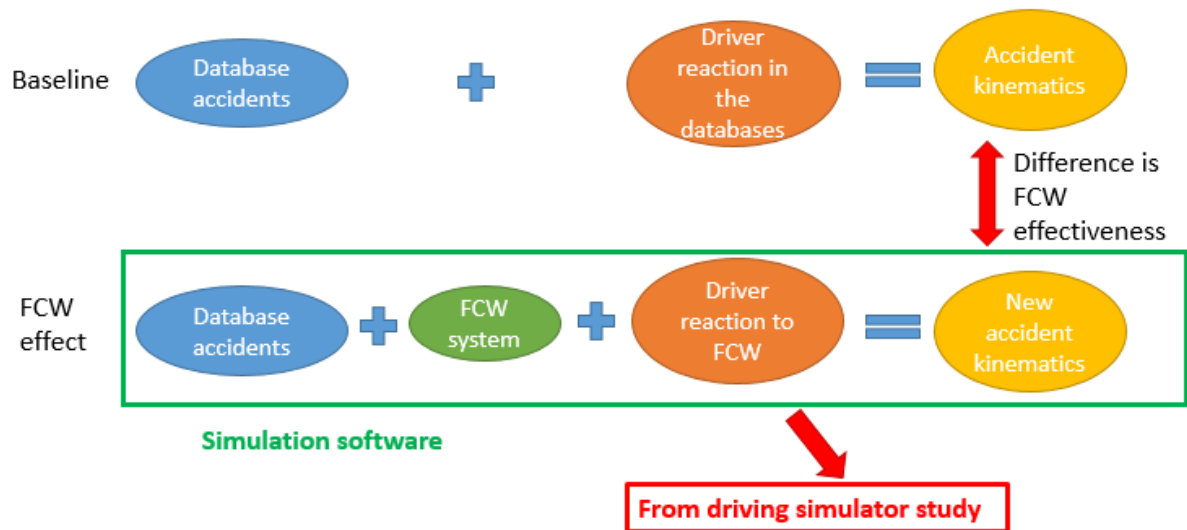 Baseline
Database
accidents
Driver
reaction in
the
databases
Accident
kinematics
Difference is
FCW
effectiveness
FCW
effect
Database
accidents
FCW
system
Driver
reaction to
FCW
New
accident
kinematics
Simulation software
From driving simulator study